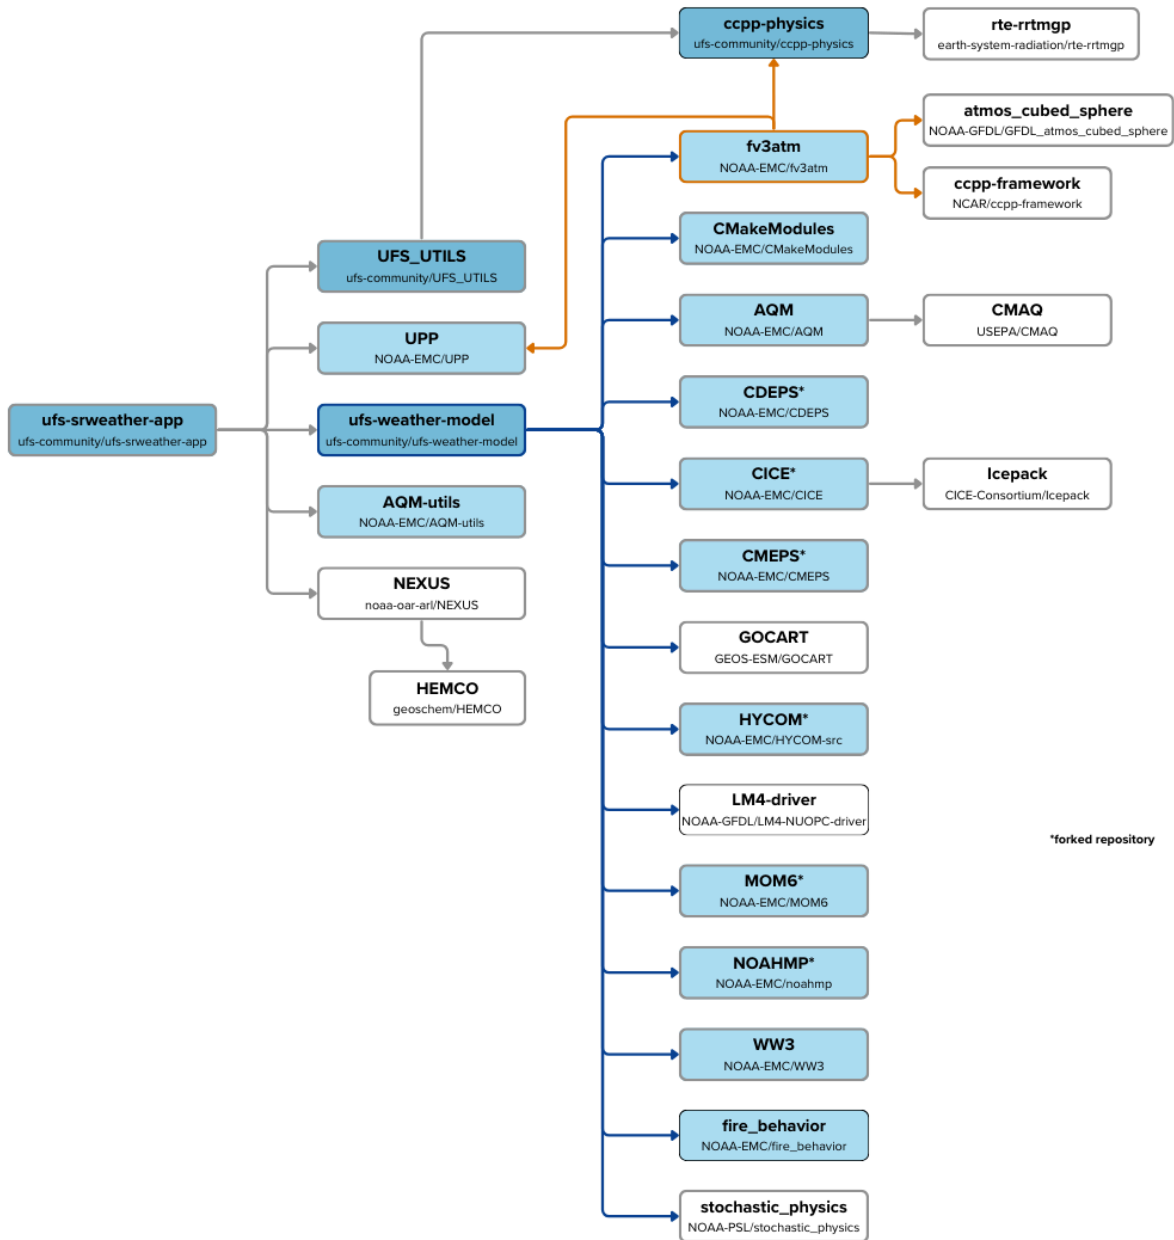 ccpp-physics
ufs-community/ccpp-physics
rte-rrtmgp
earth-system-radiation/rte-rrtmgp
atmos_cubed_sphere
NOAA-GFDL/GFDL_atmos_cubed_sphere
fv3atm
NOAA-EMC/fv3atm
ccpp-framework
NCAR/ccpp-framework
CMakeModules
NOAA-EMC/CMakeModules
UFS_UTILS
ufs-community/UFS_UTILS
AQM
NOAA-EMC/AQM
CMAQ
USEPA/CMAQ
UPP
NOAA-EMC/UPP
CDEPS*
NOAA-EMC/CDEPS
ufs-srweather-app
ufs-community/ufs-srweather-app
ufs-weather-model
ufs-community/ufs-weather-model
CICE*
NOAA-EMC/CICE
Icepack
CICE-Consortium/Icepack
AQM-utils
NOAA-EMC/AQM-utils
CMEPS*
NOAA-EMC/CMEPS
NEXUS
noaa-oar-arl/NEXUS
GOCART
GEOS-ESM/GOCART
HEMCO
geoschem/HEMCO
HYCOM*
NOAA-EMC/HYCOM-src
LM4-driver
NOAA-GFDL/LM4-NUOPC-driver
*forked repository
MOM6*
NOAA-EMC/MOM6
NOAHMP*
NOAA-EMC/noahmp
WW3
NOAA-EMC/WW3
fire_behavior
NOAA-EMC/fire_behavior
stochastic_physics
NOAA-PSL/stochastic_physics